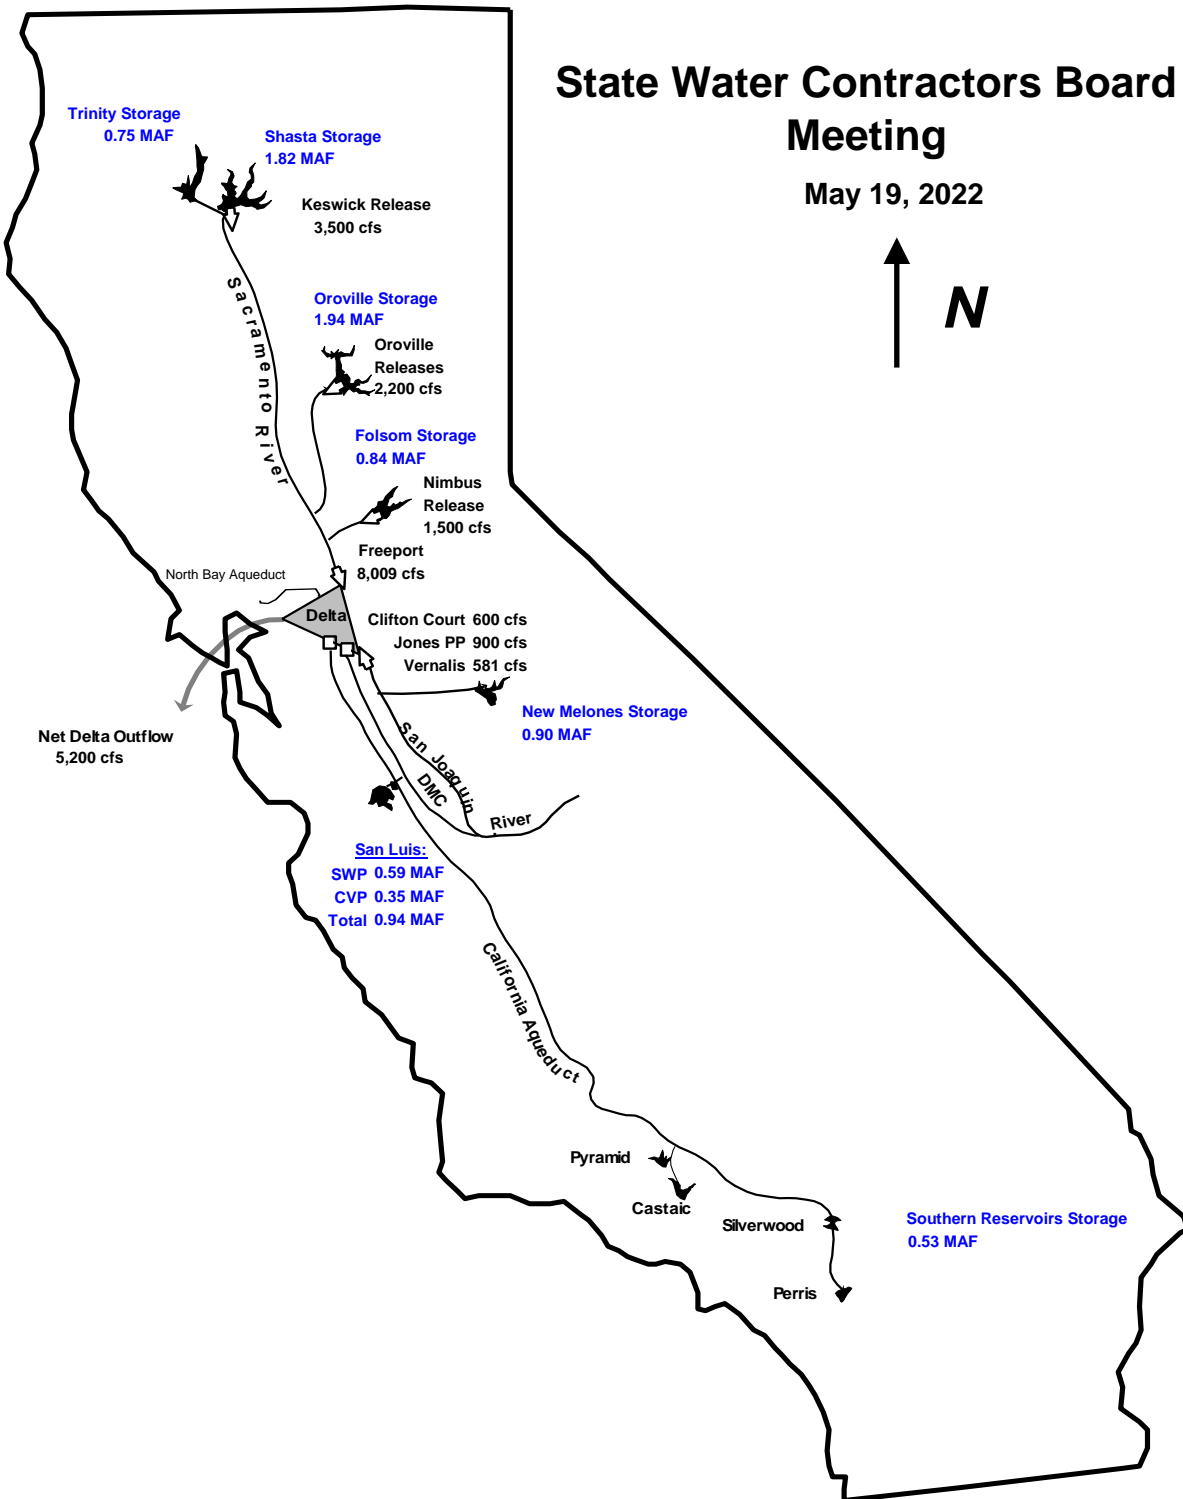 State Water Contractors Board
Meeting
May 19, 2022
N
Trinity Storage
0.75 MAF
Shasta Storage
1.82 MAF
Keswick Release
3,500 cfs
Sacramento River
Oroville Storage
1.94 MAF
Oroville
Releases
2,200 cfs
Folsom Storage
0.84 MAF
Nimbus
Release
1,500 cfs
Freeport
8,009 cfs
North Bay Aqueduct
Delta
Clifton Court 600 cfs
Jones PP 900 cfs
Vernalis 581 cfs
New Melones Storage
0.90 MAF
Net Delta Outflow
5,200 cfs
San Joaquin
River
DMC
San Luis:
SWP 0.59 MAF
CVP 0.35 MAF
Total 0.94 MAF
California Aqueduct
Pyramid
Castaic
Silverwood
Perris
Southern Reservoirs Storage
0.53 MAF